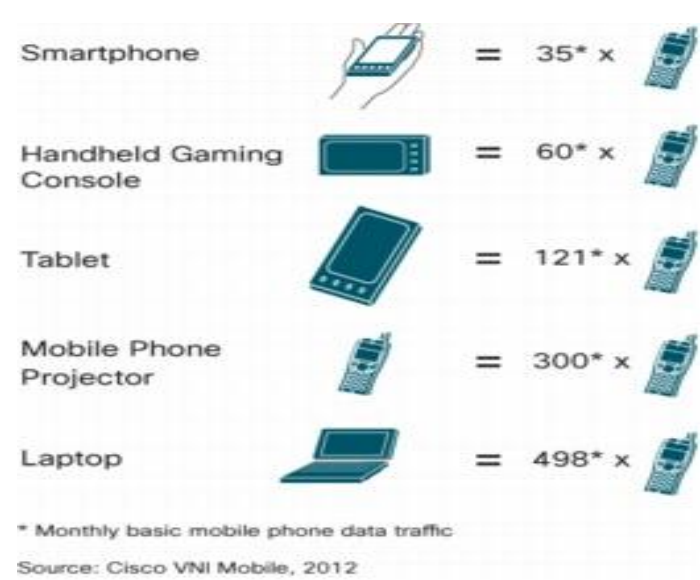 Smartphone = 35* x
Handheld Gaming
Console = 60* x
Tablet = 121* x
Mobile Phone
Projector = 300* x
Laptop = 498* x
* Monthly basic mobile phone data traffic
Source: Cisco VNI Mobile, 2012